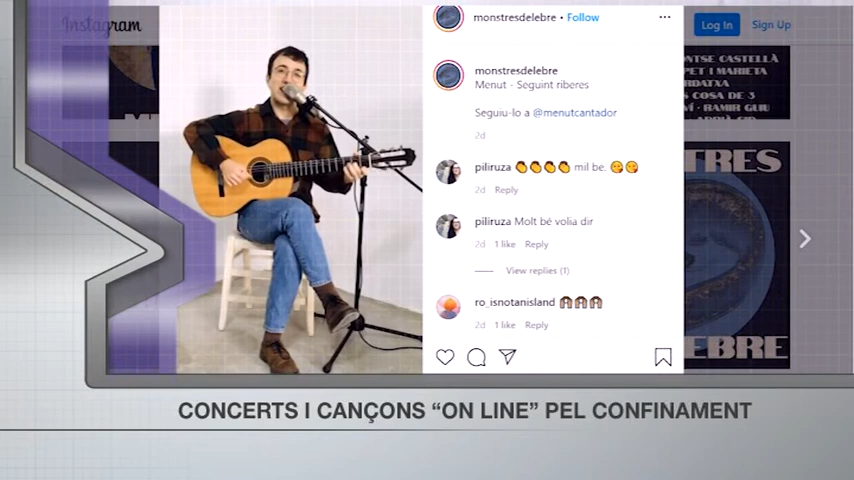 Instagram
monstresdelebre • Follow
Log In
Sign Up
monstresdelebre
Menut - Seguint riberes
Seguiu-lo a @menutcantador
2d
piliruza 👏👏👏👏 mil be. 😋😋
2d Reply
piliruza Molt bé volia dir
2d 1 like Reply
View replies (1)
ro_isnotanisland
2d 1 like Reply
NTSE CASTELLÀ
PET I MARIETA
RDATXA
S COSA DE 3
VÍ · RAMIR GUIU
TRES
EBRE
CONCERTS I CANÇONS “ON LINE” PEL CONFINAMENT